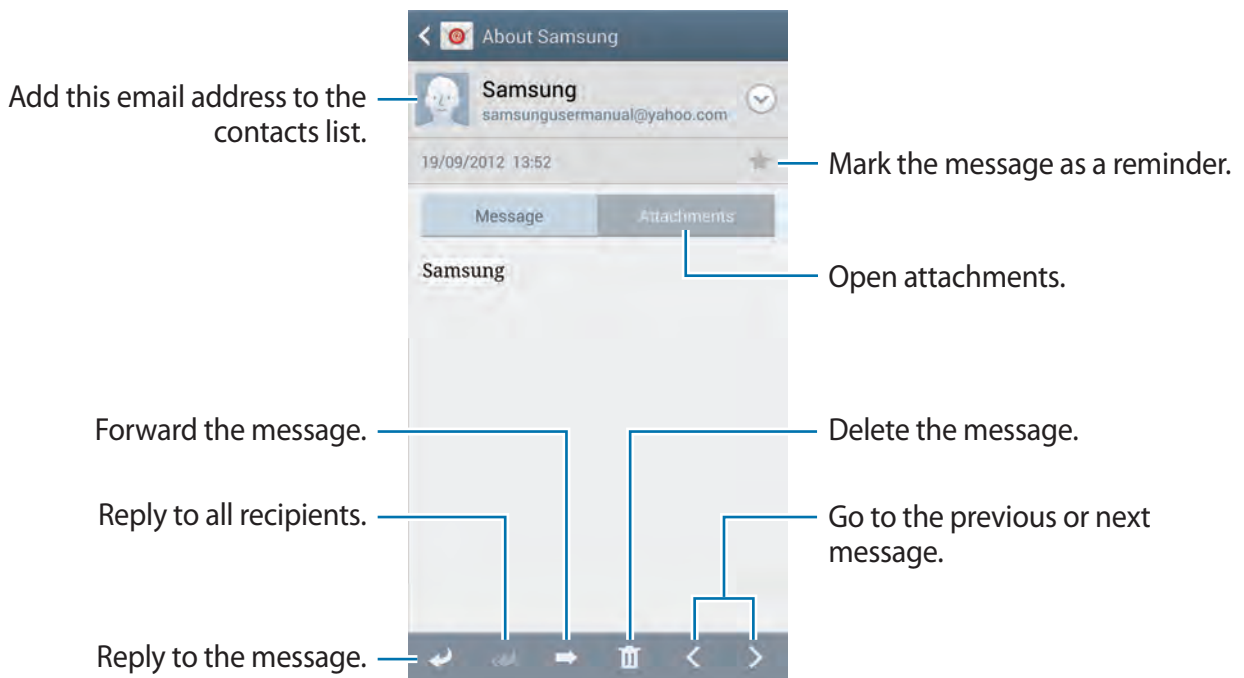 About Samsung
Add this email address to the
contacts list.
Samsung
samsungusermanual@yahoo.com
19/09/2012 13:52
Mark the message as a reminder.
Message
Attachments
Samsung
Open attachments.
Forward the message.
Delete the message.
Reply to all recipients.
Go to the previous or next
message.
Reply to the message.